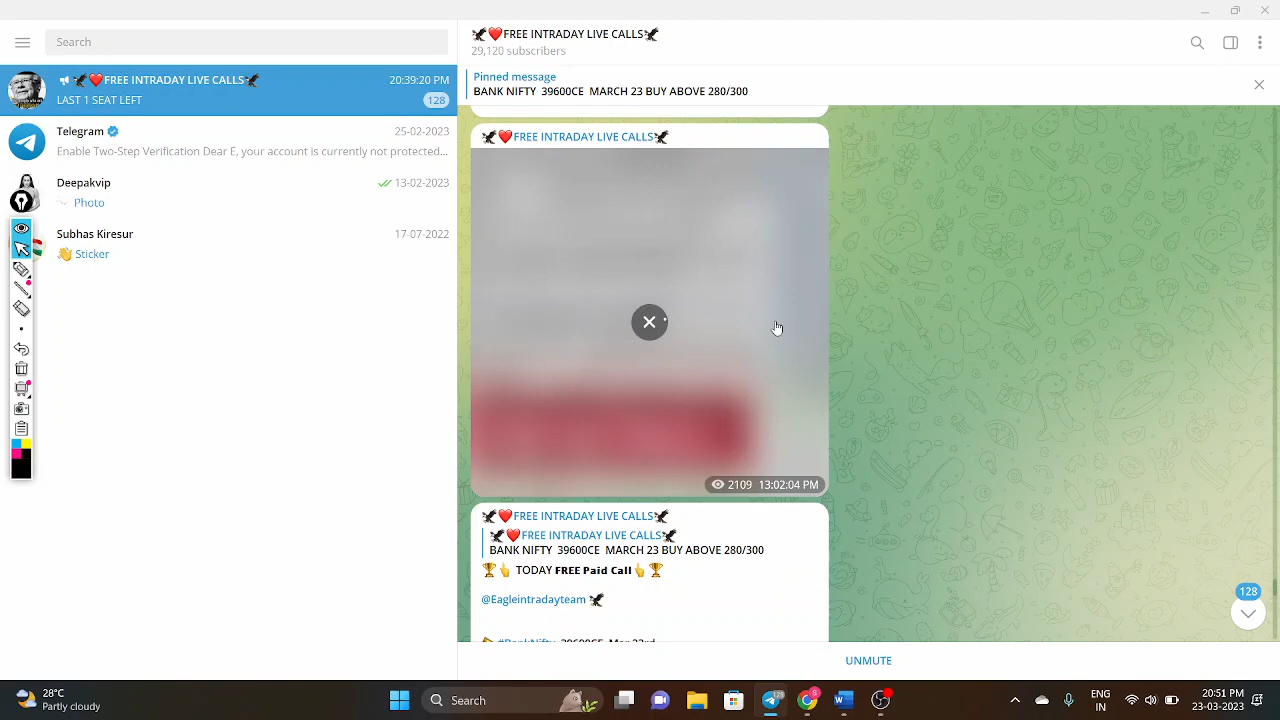 Search
🦅❤️FREE INTRADAY LIVE CALLS🦅
20:39:20 PM
LAST 1 SEAT LEFT
128
Telegram
25-02-2023
Enable Two-Step Verification Dear E, your account is currently not protected...
Deepakvip
13-02-2023
Photo
Subhas Kiresur
17-07-2022
👋 Sticker
🦅❤️FREE INTRADAY LIVE CALLS🦅
29,120 subscribers
Pinned message
BANK NIFTY 39600CE MARCH 23 BUY ABOVE 280/300
🦅❤️FREE INTRADAY LIVE CALLS🦅
2109 13:02:04 PM
🦅❤️FREE INTRADAY LIVE CALLS🦅
🦅❤️FREE INTRADAY LIVE CALLS🦅
BANK NIFTY 39600CE MARCH 23 BUY ABOVE 280/300
🏆👆 TODAY FREE Paid Call👆🏆
@Eagleintradayteam 🦅
128
UNMUTE
28°C
Partly cloudy
Search
128
8
ENG
IN
20:51 PM
23-03-2023